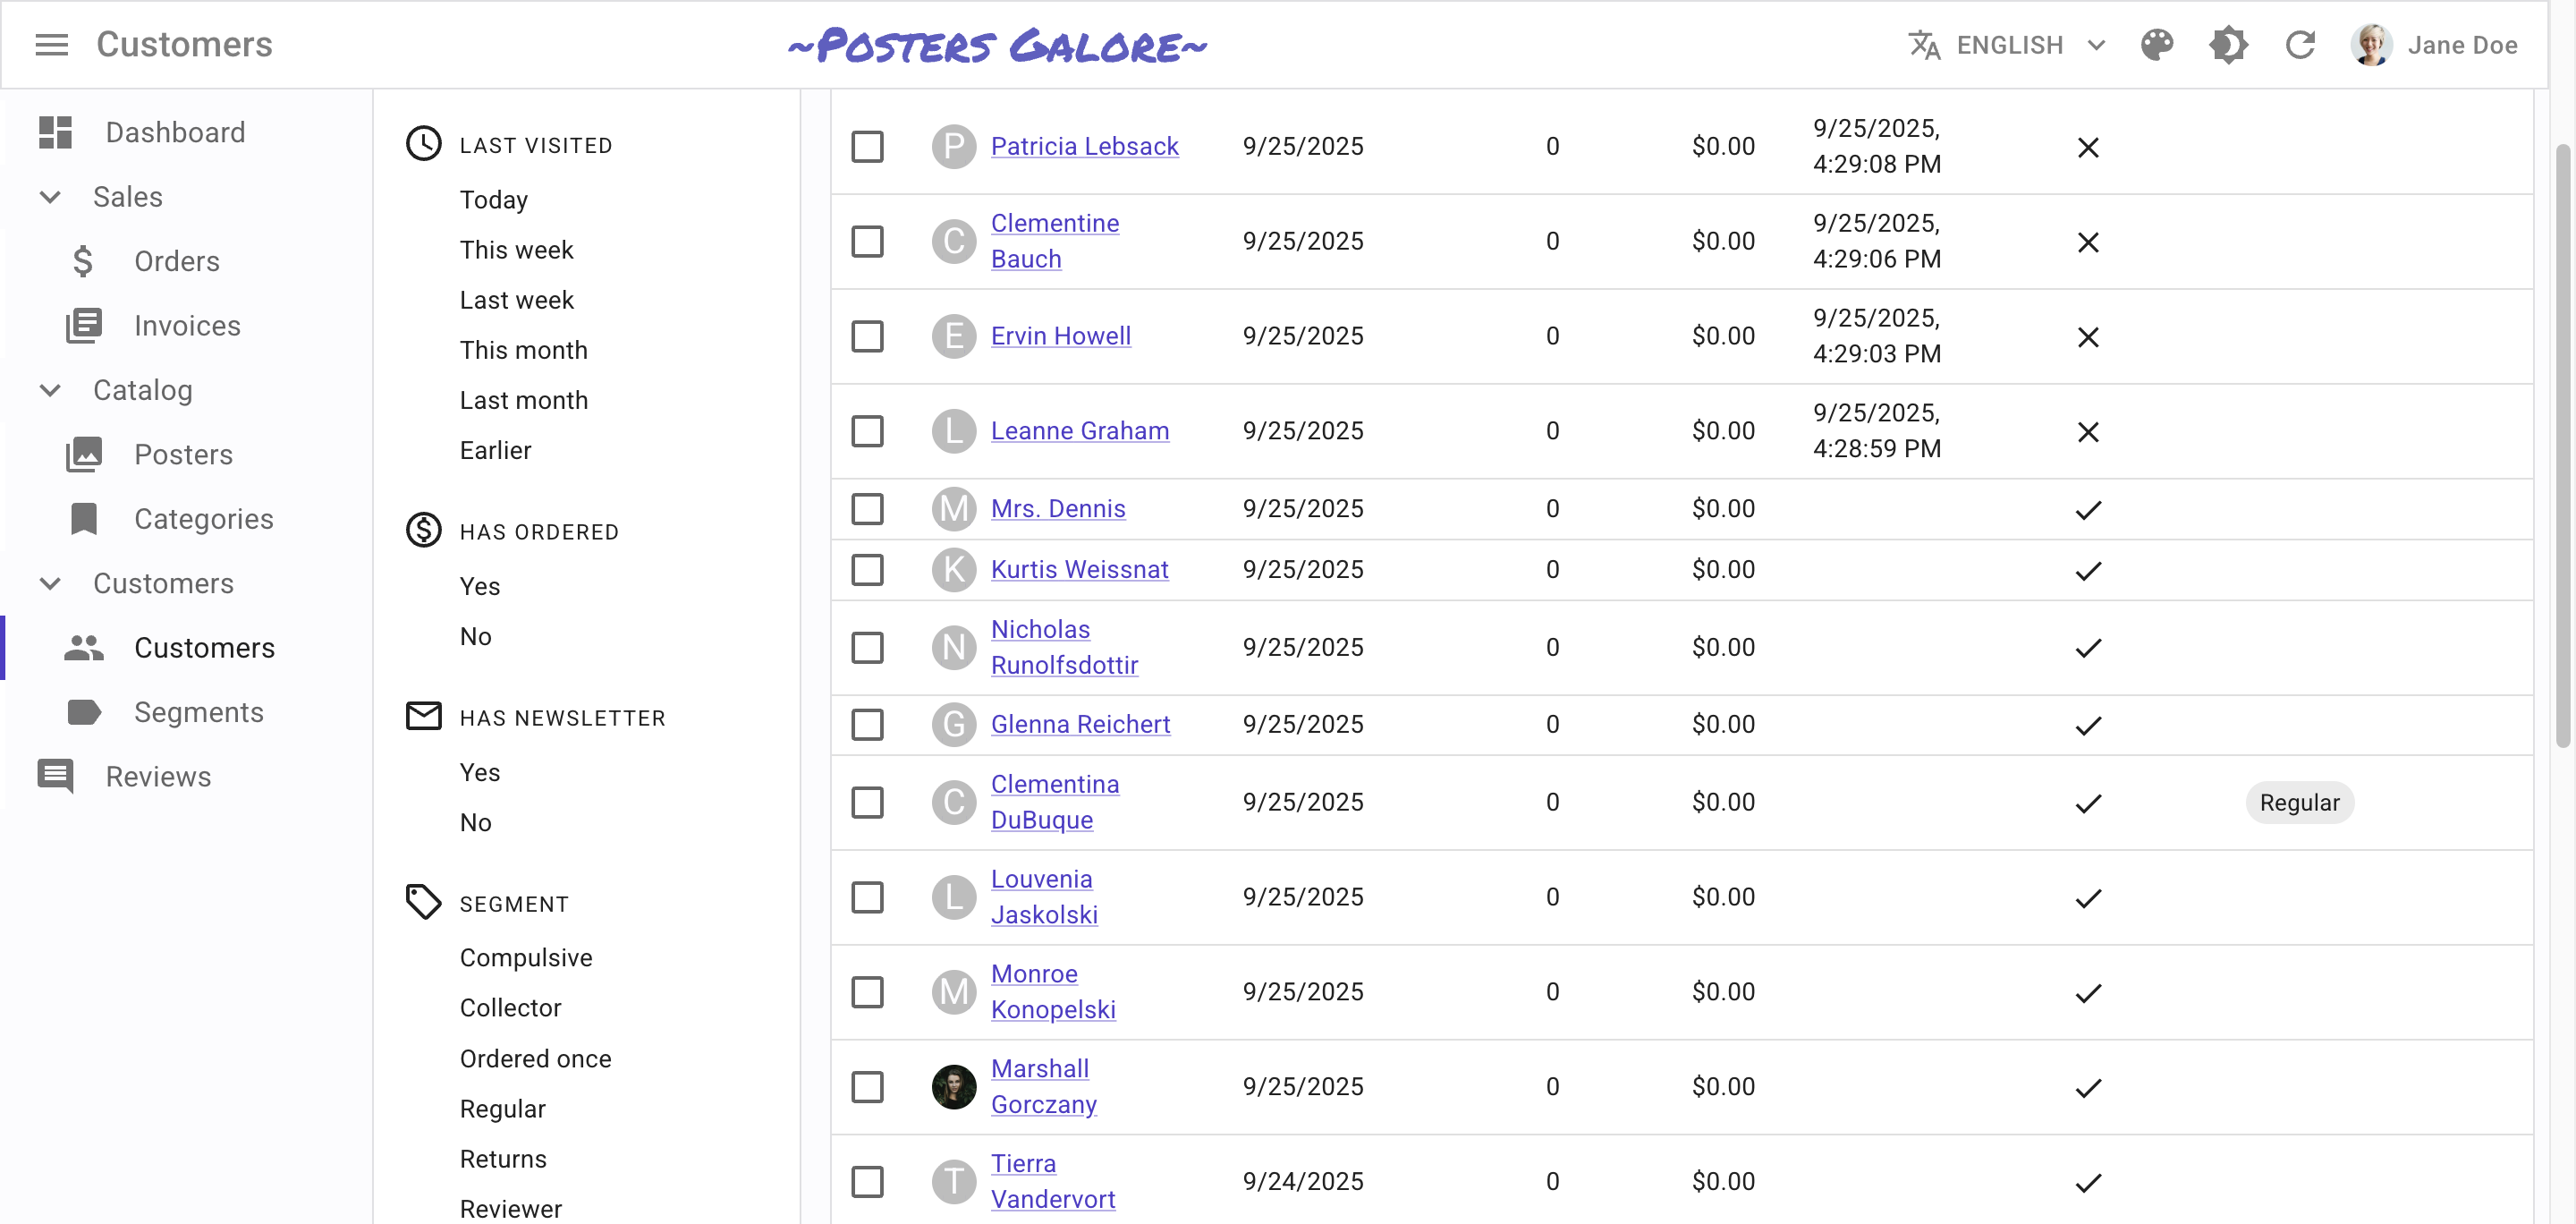 Customers
~Posters Galore~
ENGLISH
Jane Doe
Dashboard
Sales
Orders
Invoices
Catalog
Posters
Categories
Customers
Customers
Segments
Reviews
LAST VISITED
Today
This week
Last week
This month
Last month
Earlier
HAS ORDERED
Yes
No
HAS NEWSLETTER
Yes
No
SEGMENT
Compulsive
Collector
Ordered once
Regular
Returns
Reviewer
P Patricia Lebsack 9/25/2025 0 $0.00 9/25/2025,
4:29:08 PM
C Clementine
Bauch 9/25/2025 0 $0.00 9/25/2025,
4:29:06 PM
E Ervin Howell 9/25/2025 0 $0.00 9/25/2025,
4:29:03 PM
L Leanne Graham 9/25/2025 0 $0.00 9/25/2025,
4:28:59 PM
M Mrs. Dennis 9/25/2025 0 $0.00
K Kurtis Weissnat 9/25/2025 0 $0.00
N Nicholas
Runolfsdottir 9/25/2025 0 $0.00
G Glenna Reichert 9/25/2025 0 $0.00
C Clementina
DuBuque 9/25/2025 0 $0.00 Regular
L Louvenia
Jaskolski 9/25/2025 0 $0.00
M Monroe
Konopelski 9/25/2025 0 $0.00
Marshall
Gorczany 9/25/2025 0 $0.00
T Tierra
Vandervort 9/24/2025 0 $0.00